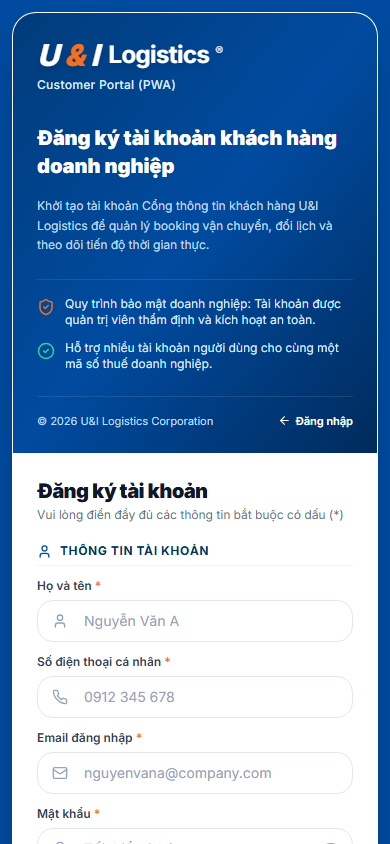 U & I Logistics ®
Customer Portal (PWA)
Đăng ký tài khoản khách hàng
doanh nghiệp
Khởi tạo tài khoản Cổng thông tin khách hàng U&I
Logistics để quản lý booking vận chuyển, đổi lịch và
theo dõi tiến độ thời gian thực.
Quy trình bảo mật doanh nghiệp: Tài khoản được
quản trị viên thẩm định và kích hoạt an toàn.
Hỗ trợ nhiều tài khoản người dùng cho cùng một
mã số thuế doanh nghiệp.
© 2026 U&I Logistics Corporation
← Đăng nhập
Đăng ký tài khoản
Vui lòng điền đầy đủ các thông tin bắt buộc có dấu (*)
THÔNG TIN TÀI KHOẢN
Họ và tên *
Nguyễn Văn A
Số điện thoại cá nhân *
0912 345 678
Email đăng nhập *
nguyenvana@company.com
Mật khẩu *